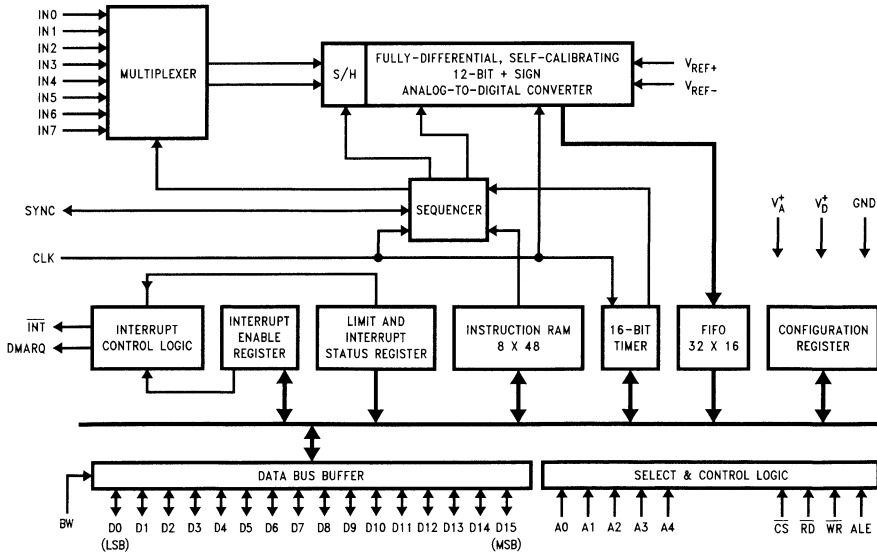 IN0
IN1
IN2
IN3
IN4
IN5
IN6
IN7
MULTIPLEXER
S/H
FULLY-DIFFERENTIAL, SELF-CALIBRATING
12-BIT + SIGN
ANALOG-TO-DIGITAL CONVERTER
VREF+
VREF-
SYNC
SEQUENCER
CLK
VA+
VD+
GND
INT
DMARQ
INTERRUPT
CONTROL LOGIC
INTERRUPT
ENABLE
REGISTER
LIMIT AND
INTERRUPT
STATUS REGISTER
INSTRUCTION RAM
8 X 48
16-BIT
TIMER
FIFO
32 X 16
CONFIGURATION
REGISTER
DATA BUS BUFFER
SELECT & CONTROL LOGIC
BW
D0 D1 D2 D3 D4 D5 D6 D7 D8 D9 D10 D11 D12 D13 D14 D15
(LSB) (MSB)
A0 A1 A2 A3 A4
CS RD WR ALE